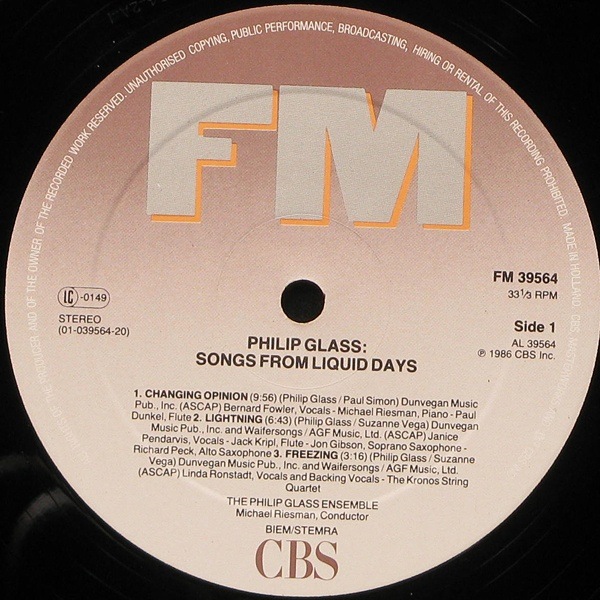 THE PRODUCER AND OF THE OWNER OF THE RECORDED WORK RESERVED. UNAUTHORISED COPYING, PUBLIC PERFORMANCE, BROADCASTING, HIRING OR RENTAL OF THIS RECORDING PROHIBITED. MADE IN HOLLAND CBS
FM
FM 39564
33⅓ RPM
LC -0149
STEREO
(01-039564-20)
Side 1
AL 39564
℗ 1986 CBS Inc.
PHILIP GLASS:
SONGS FROM LIQUID DAYS
1. CHANGING OPINION (9:56) (Philip Glass / Paul Simon) Dunvegan Music
Pub., Inc. (ASCAP) Bernard Fowler, Vocals - Michael Riesman, Piano - Paul
Dunkel, Flute 2. LIGHTNING (6:43) (Philip Glass / Suzanne Vega) Dunvegan
Music Pub., Inc. and Waifersongs / AGF Music, Ltd. (ASCAP) Janice
Pendarvis, Vocals - Jack Kripl, Flute - Jon Gibson, Soprano Saxophone -
Richard Peck, Alto Saxophone 3. FREEZING (3:16) (Philip Glass / Suzanne
Vega) Dunvegan Music Pub., Inc. and Waifersongs / AGF Music, Ltd.
(ASCAP) Linda Ronstadt, Vocals and Backing Vocals - The Kronos String
Quartet
THE PHILIP GLASS ENSEMBLE
Michael Riesman, Conductor
BIEM/STEMRA
CBS